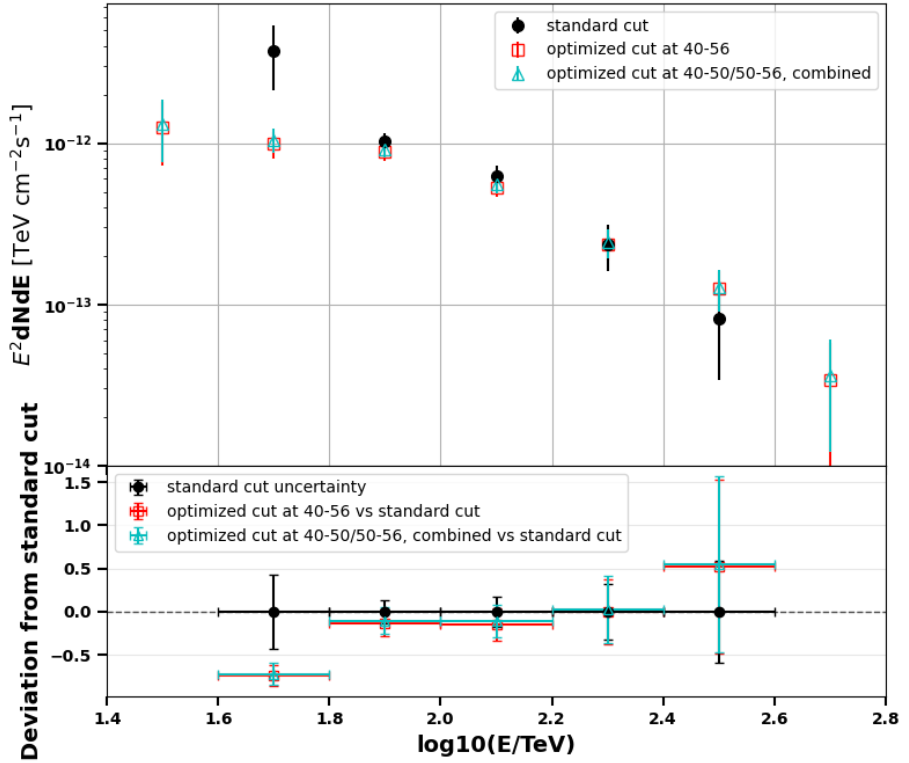 standard cut
optimized cut at 40-56
optimized cut at 40-50/50-56, combined
10⁻¹²
10⁻¹³
10⁻¹⁴
E²dNdE [TeV cm⁻²s⁻¹]
standard cut uncertainty
optimized cut at 40-56 vs standard cut
optimized cut at 40-50/50-56, combined vs standard cut
1.5
1.0
0.5
0.0
−0.5
Deviation from standard cut
1.4 1.6 1.8 2.0 2.2 2.4 2.6 2.8
log10(E/TeV)